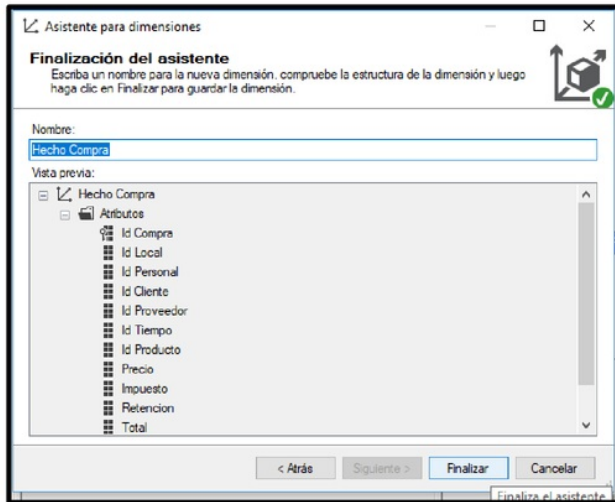 Asistente para dimensiones
Finalización del asistente
Escriba un nombre para la nueva dimensión, compruebe la estructura de la dimensión y luego
haga clic en Finalizar para guardar la dimensión.
Nombre:
Hecho Compra
Vista previa:
Hecho Compra
Atributos
Id Compra
Id Local
Id Personal
Id Cliente
Id Proveedor
Id Tiempo
Id Producto
Precio
Impuesto
Retencion
Total
< Atrás Siguiente > Finalizar Cancelar
Finaliza el asistente